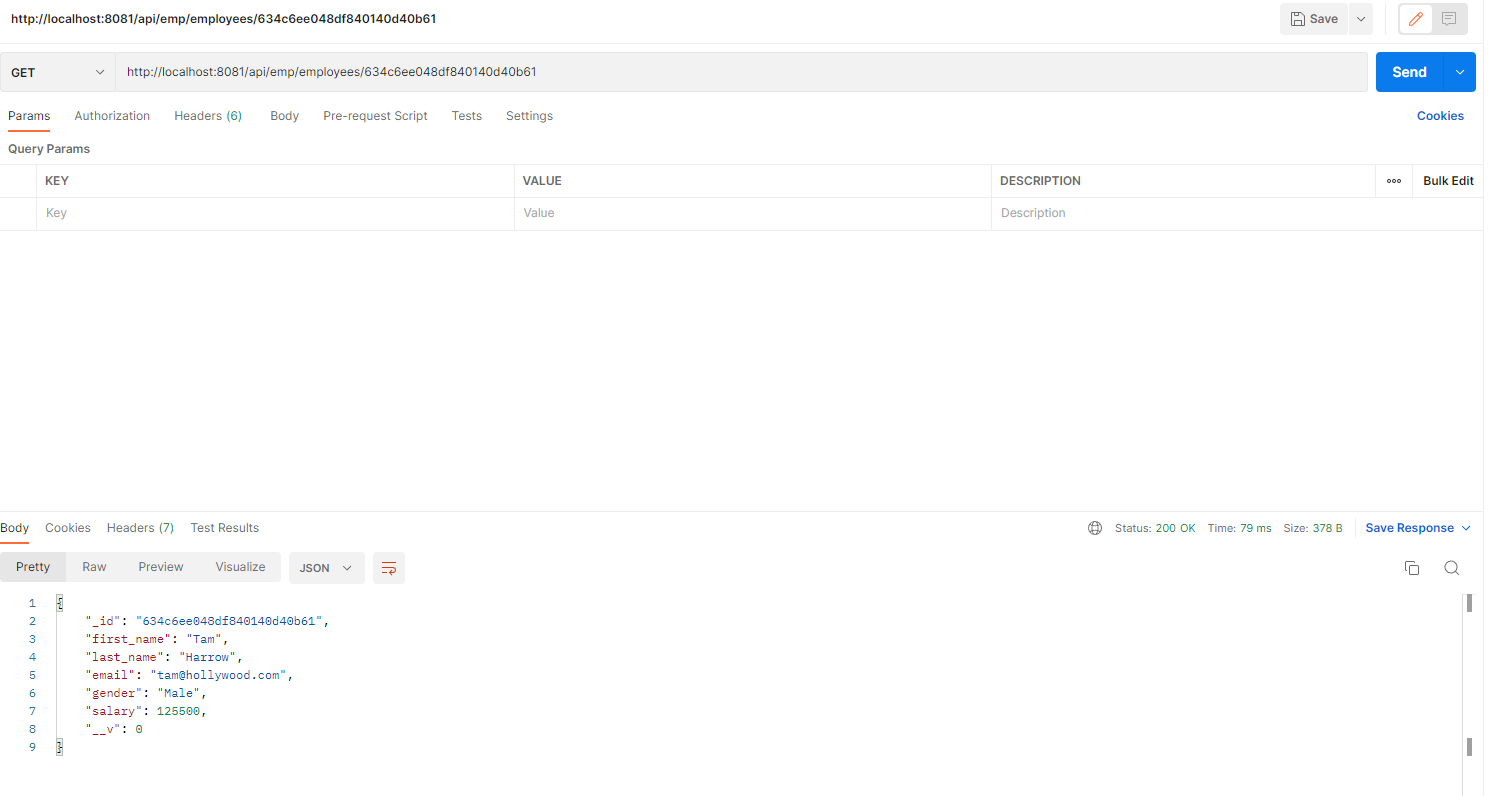 http://localhost:8081/api/emp/employees/634c6ee048df840140d40b61 Save
GET http://localhost:8081/api/emp/employees/634c6ee048df840140d40b61 Send
Params Authorization Headers (6) Body Pre-request Script Tests Settings Cookies
Query Params
KEY VALUE DESCRIPTION Bulk Edit
Key Value Description
Body Cookies Headers (7) Test Results Status: 200 OK Time: 79 ms Size: 378 B Save Response
Pretty Raw Preview Visualize JSON
1 {
2 "_id": "634c6ee048df840140d40b61",
3 "first_name": "Tam",
4 "last_name": "Harrow",
5 "email": "tam@hollywood.com",
6 "gender": "Male",
7 "salary": 125500,
8 "__v": 0
9 }